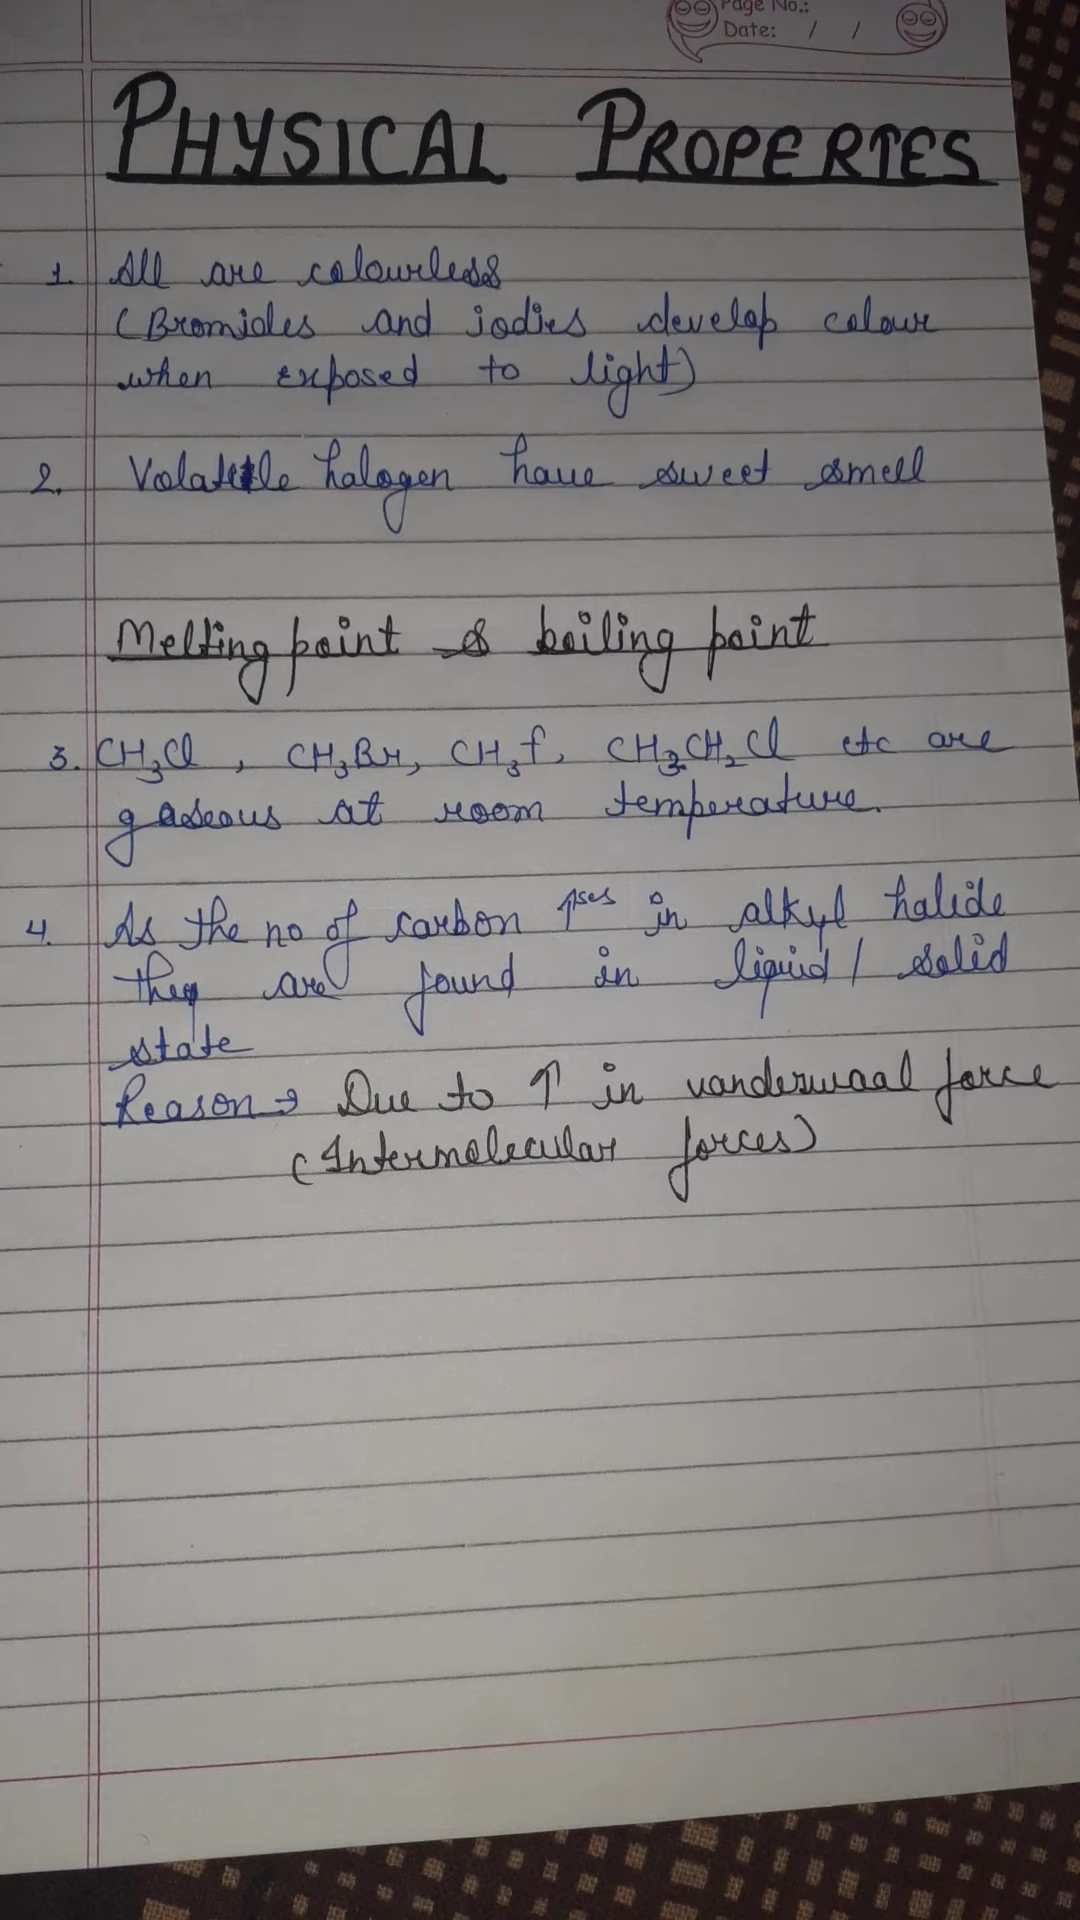 Page No.:
Date: / /
PHYSICAL PROPERTES
1. All are colourless
(Bromides and iodies develop colour
when exposed to light)
2. Volatile halogen have sweet smell
Melting point & boiling point
3. CH₃Cl, CH₃Br, CH₃f, CH₃CH₂Cl etc are
gaseous at room temperature.
4. As the no of carbon ↑ses in alkyl halide
they are found in liquid/ solid
state
Reason → Due to ↑ in vanderwaal force
(Intermolecular forces)